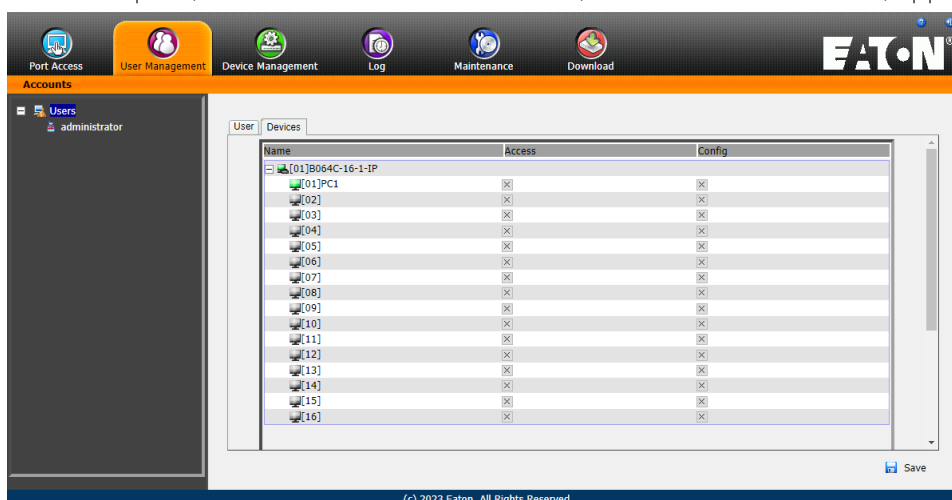 Port Access
User Management
Device Management
Log
Maintenance
Download
EATON®
Accounts
Users
administrator
User
Devices
Name Access Config
[01]B064C-16-1-IP
[01]PC1
[02]
[03]
[04]
[05]
[06]
[07]
[08]
[09]
[10]
[11]
[12]
[13]
[14]
[15]
[16]
Save
(c) 2023 Eaton. All Rights Reserved